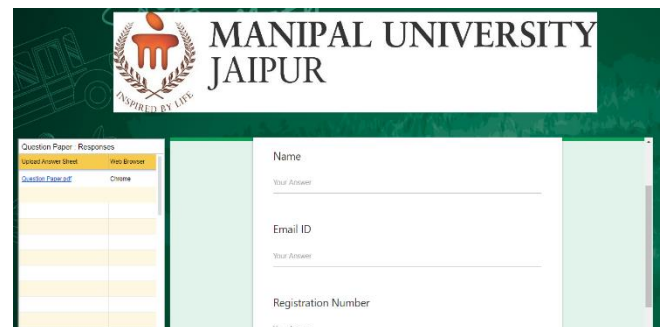 MANIPAL UNIVERSITY
JAIPUR
INSPIRED BY LIFE
Question Paper : Responses
Upload Answer Sheet Web Browser
Question Paper.pdf Chrome
Name
Your Answer
Email ID
Your Answer
Registration Number